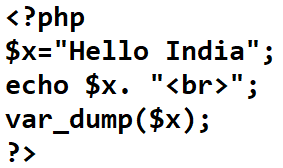 <?php
$x="Hello India";
echo $x. "<br>";
var_dump($x);
?>